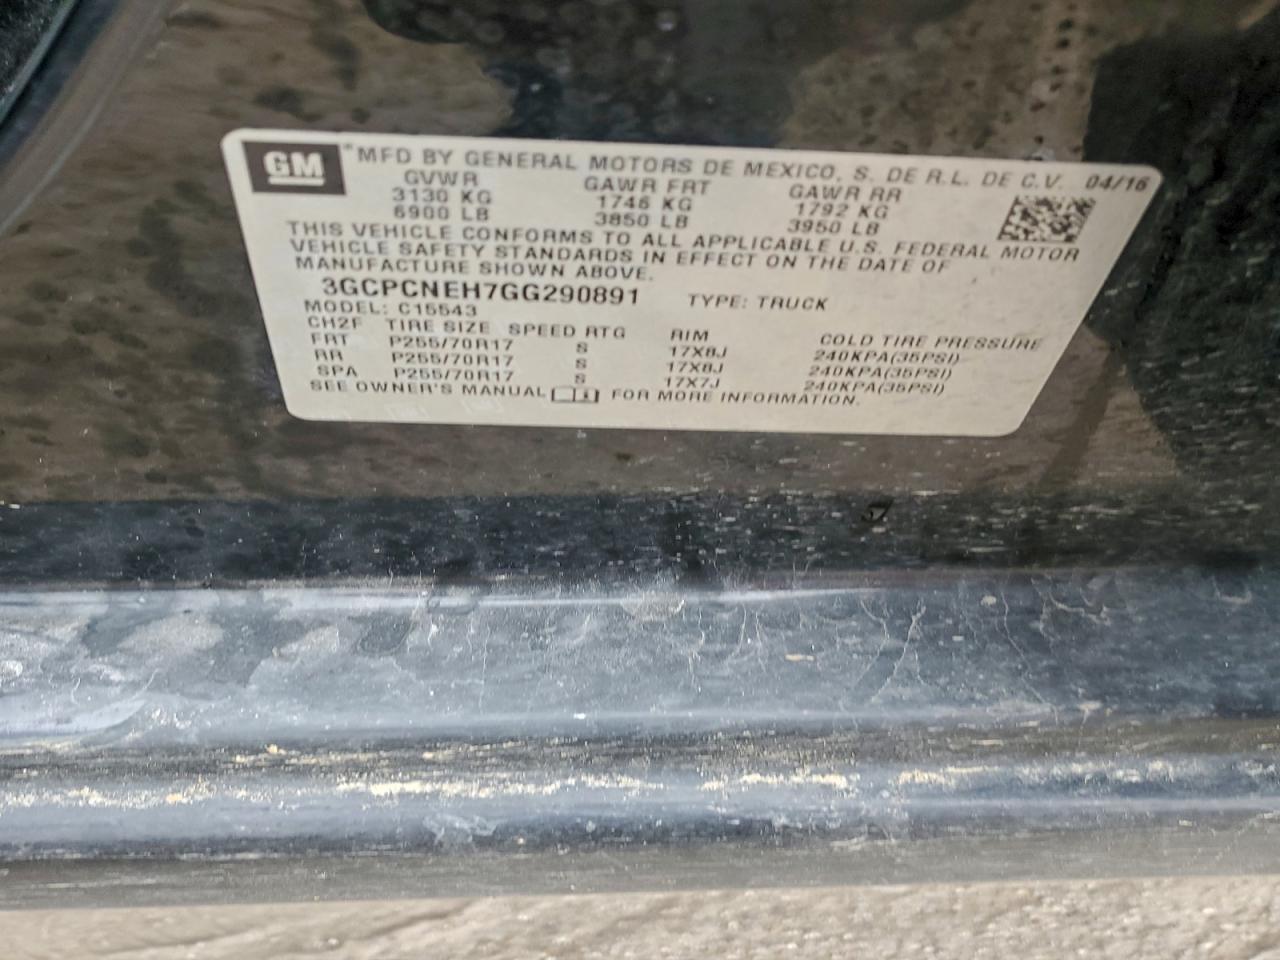 GM
*MFD BY GENERAL MOTORS DE MEXICO, S. DE R.L. DE C.V. 04/16
GVWR GAWR FRT GAWR RR
3130 KG 1746 KG 1792 KG
6900 LB 3850 LB 3950 LB
THIS VEHICLE CONFORMS TO ALL APPLICABLE U.S. FEDERAL MOTOR
VEHICLE SAFETY STANDARDS IN EFFECT ON THE DATE OF
MANUFACTURE SHOWN ABOVE.
3GCPCNEH7GG290891 TYPE: TRUCK
MODEL: C15543
CH2F TIRE SIZE SPEED RTG RIM COLD TIRE PRESSURE
FRT P255/70R17 S 17X8J 240KPA(35PSI)
RR P255/70R17 S 17X8J 240KPA(35PSI)
SPA P255/70R17 S 17X7J 240KPA(35PSI)
SEE OWNER'S MANUAL FOR MORE INFORMATION.